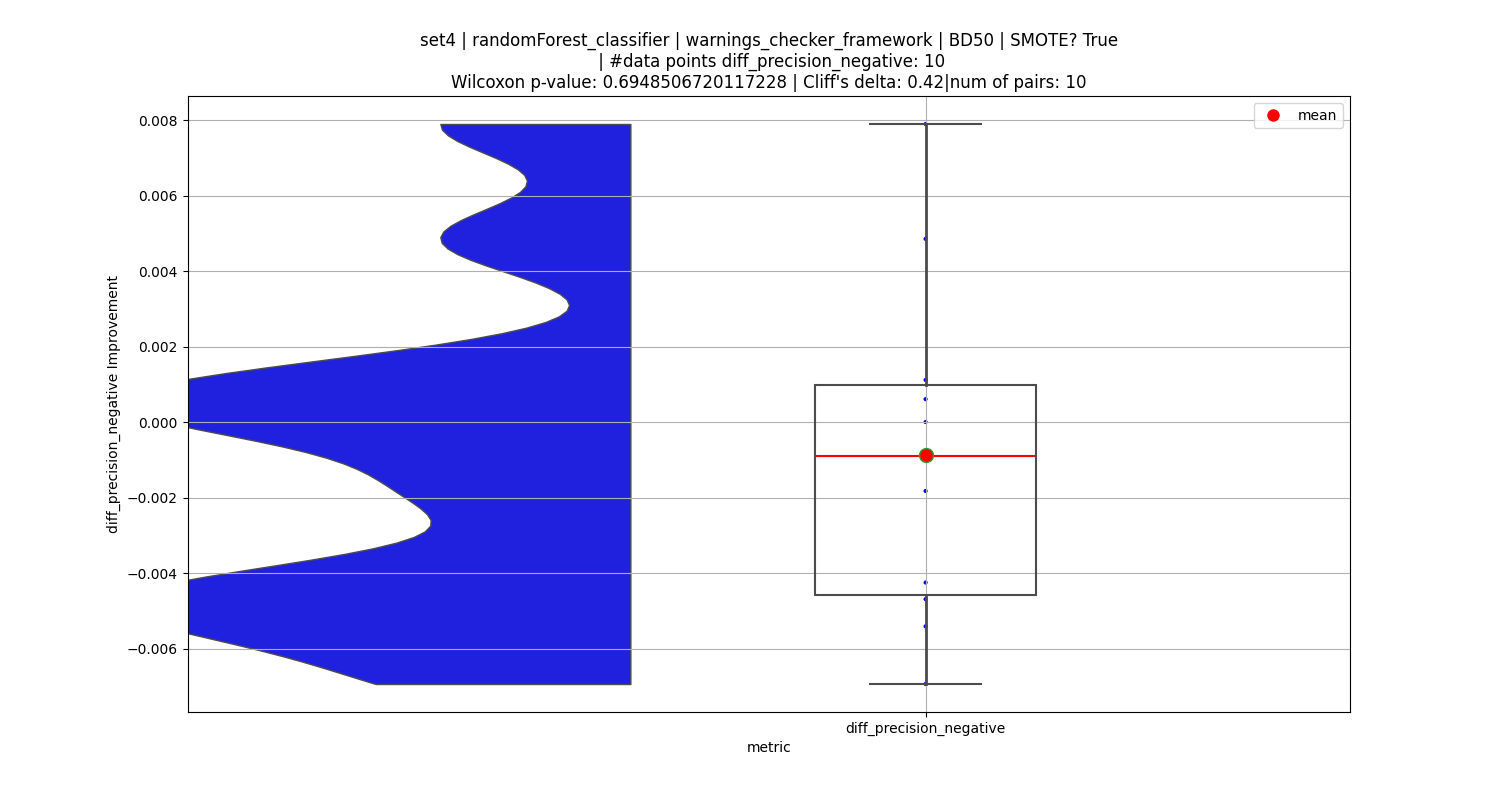 set4 | randomForest_classifier | warnings_checker_framework | BD50 | SMOTE? True
| #data points diff_precision_negative: 10
Wilcoxon p-value: 0.6948506720117228 | Cliff's delta: 0.42|num of pairs: 10
mean
0.008
0.006
0.004
0.002
0.000
−0.002
−0.004
−0.006
diff_precision_negative Improvement
diff_precision_negative
metric